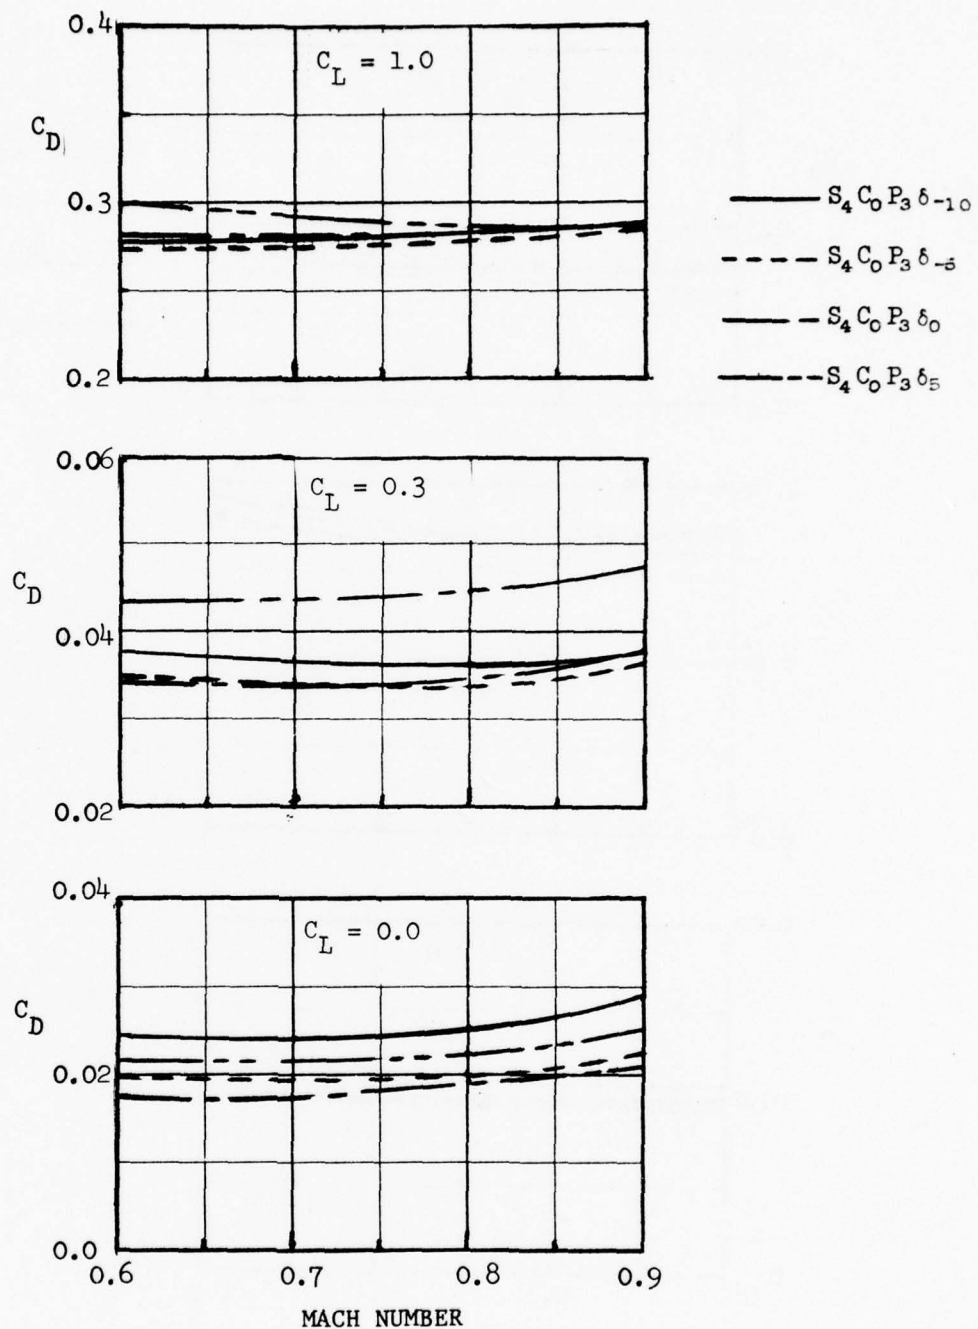 0.4
C_L = 1.0
C_D
0.3
0.2
S₄ C₀ P₃ δ₋₁₀
S₄ C₀ P₃ δ₋₅
S₄ C₀ P₃ δ₀
S₄ C₀ P₃ δ₅
0.06
C_L = 0.3
C_D
0.04
0.02
0.04
C_L = 0.0
C_D
0.02
0.0
0.6 0.7 0.8 0.9
MACH NUMBER